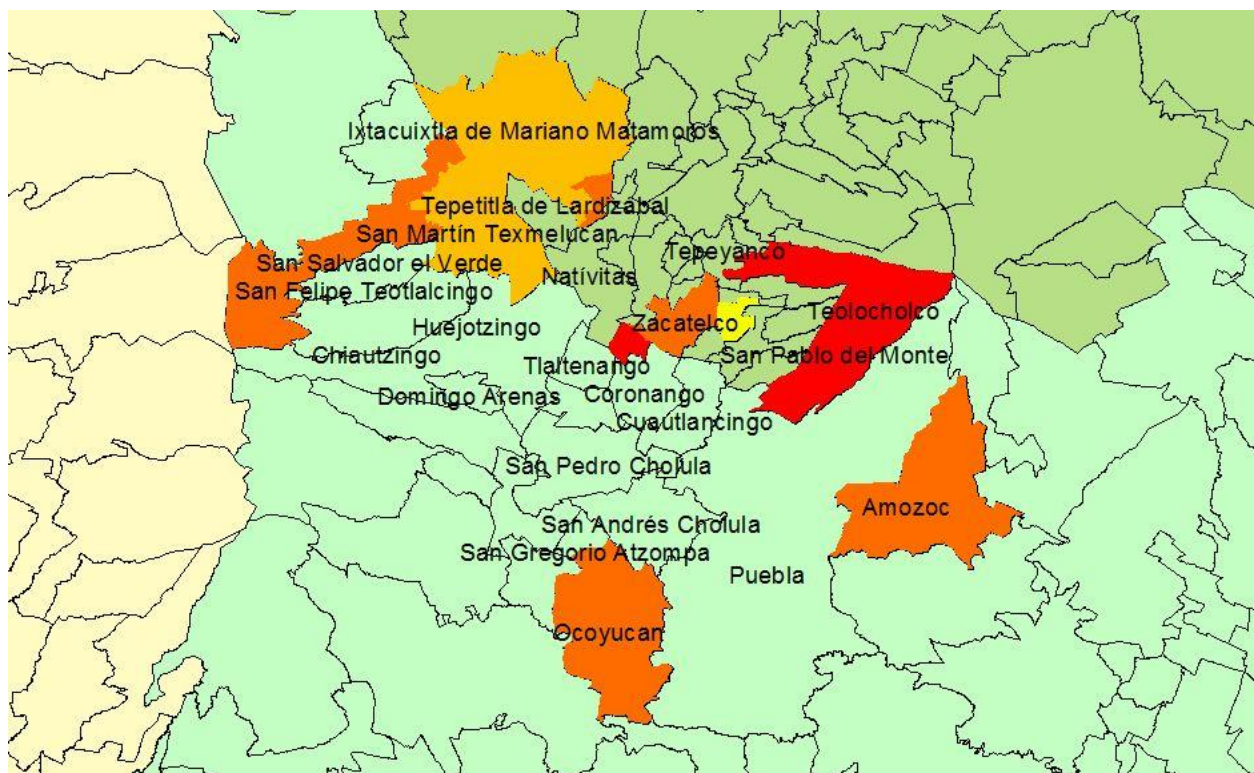 Ixtacuixtla de Mariano Matamoros
Tepetitla de Lardizábal
San Martín Texmelucan
Tepeyanco
San Salvador el Verde
Natívitas
San Felipe Teotlalcingo
Teolocholco
Zacatelco
Huejotzingo
Chiautzingo
San Pablo del Monte
Tlaltenango
Domingo Arenas
Coronango
Cuautlancingo
San Pedro Cholula
Amozoc
San Andrés Cholula
San Gregorio Atzompa
Puebla
Ocoyucan